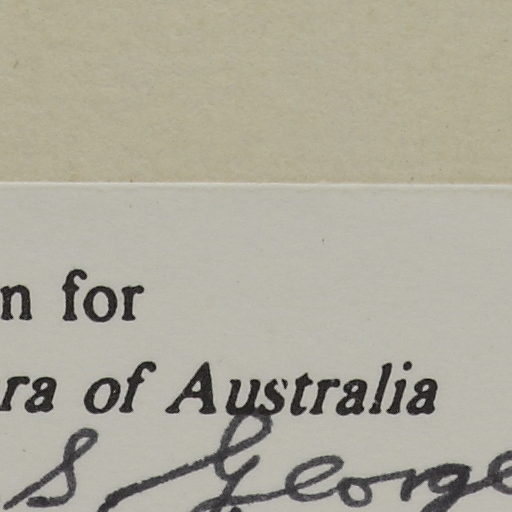 n for
ra of Australia
S George